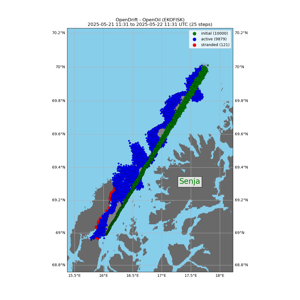 OpenDrift - OpenOil (EKOFISK)
2025-05-21 11:31 to 2025-05-22 11:31 UTC (25 steps)
initial (10000)
active (9879)
stranded (121)
70.2°N
70.2°N
70°N
70°N
69.8°N
69.8°N
69.6°N
69.6°N
69.4°N
69.4°N
Senja
69.2°N
69.2°N
69°N
69°N
68.8°N
68.8°N
15.5°E
16°E
16.5°E
17°E
17.5°E
18°E